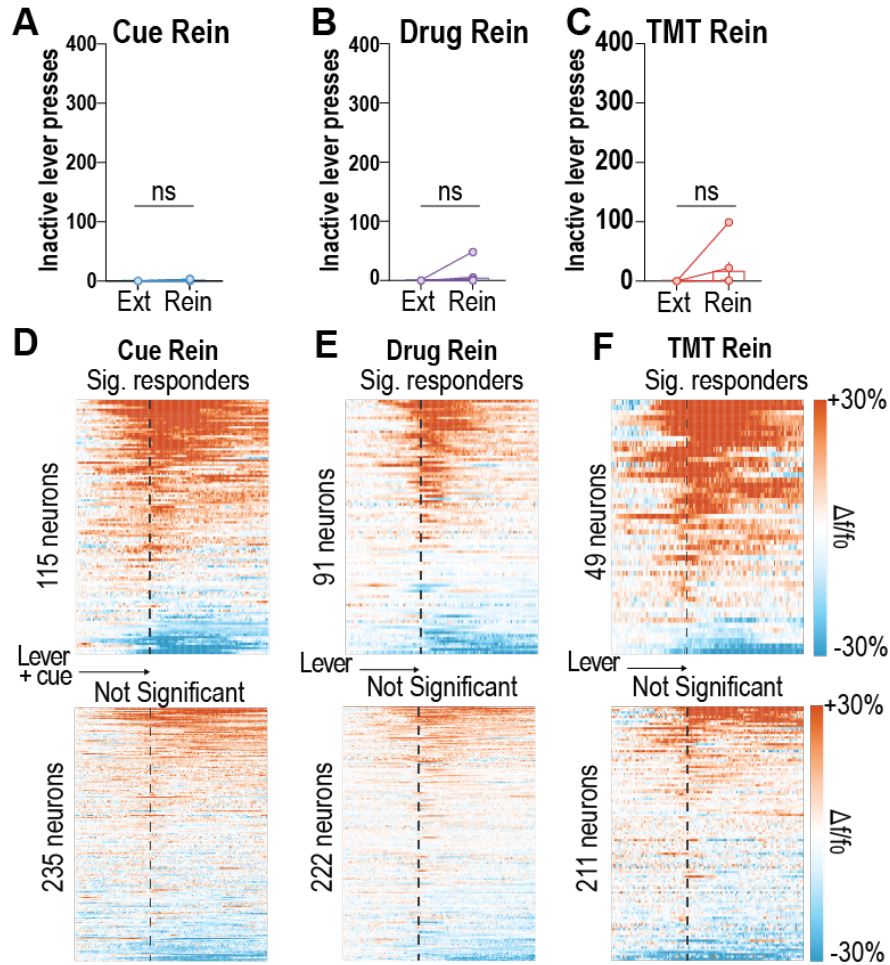 A
Cue Rein
Inactive lever presses
400
300
200
100
0
ns
Ext Rein
B
Drug Rein
Inactive lever presses
400
300
200
100
0
ns
Ext Rein
C
TMT Rein
Inactive lever presses
400
300
200
100
0
ns
Ext Rein
D
Cue Rein
Sig. responders
115 neurons
Lever
+ cue
Not Significant
235 neurons
E
Drug Rein
Sig. responders
91 neurons
Lever
Not Significant
222 neurons
F
TMT Rein
Sig. responders
49 neurons
+30%
Δf/f0
-30%
Lever
Not Significant
211 neurons
+30%
Δf/f0
-30%